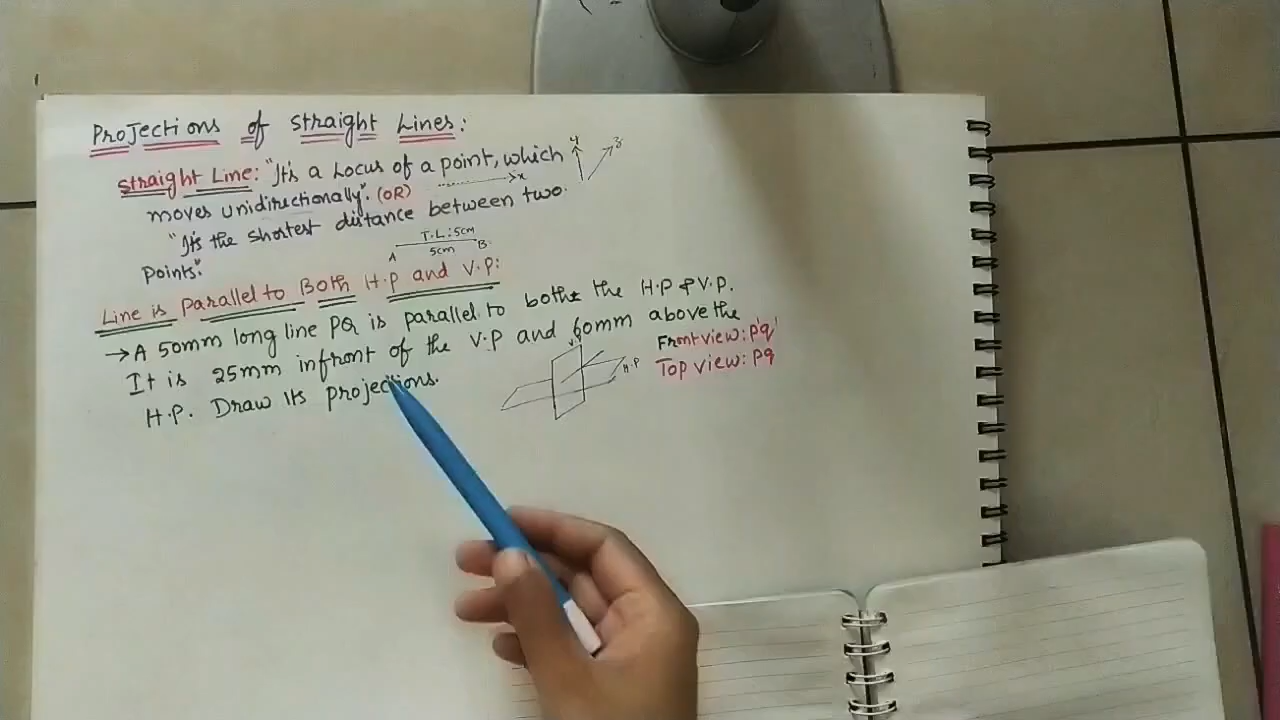 Projections of straight Lines:
straight Line: "It's a Locus of a point, which
moves unidirectionally". (OR)
x
y
z
"It's the shortest distance between two
points".
T.L:5cm
A 5cm B.
Line is parallel to Both H.P and V.P:
→ A 50mm long line PQ is parallel to both the H.P & V.P.
It is 25mm infront of the V.P and 60mm above the
H.P. Draw its projections.
H.P
Front view: p'q'
Top view: pq